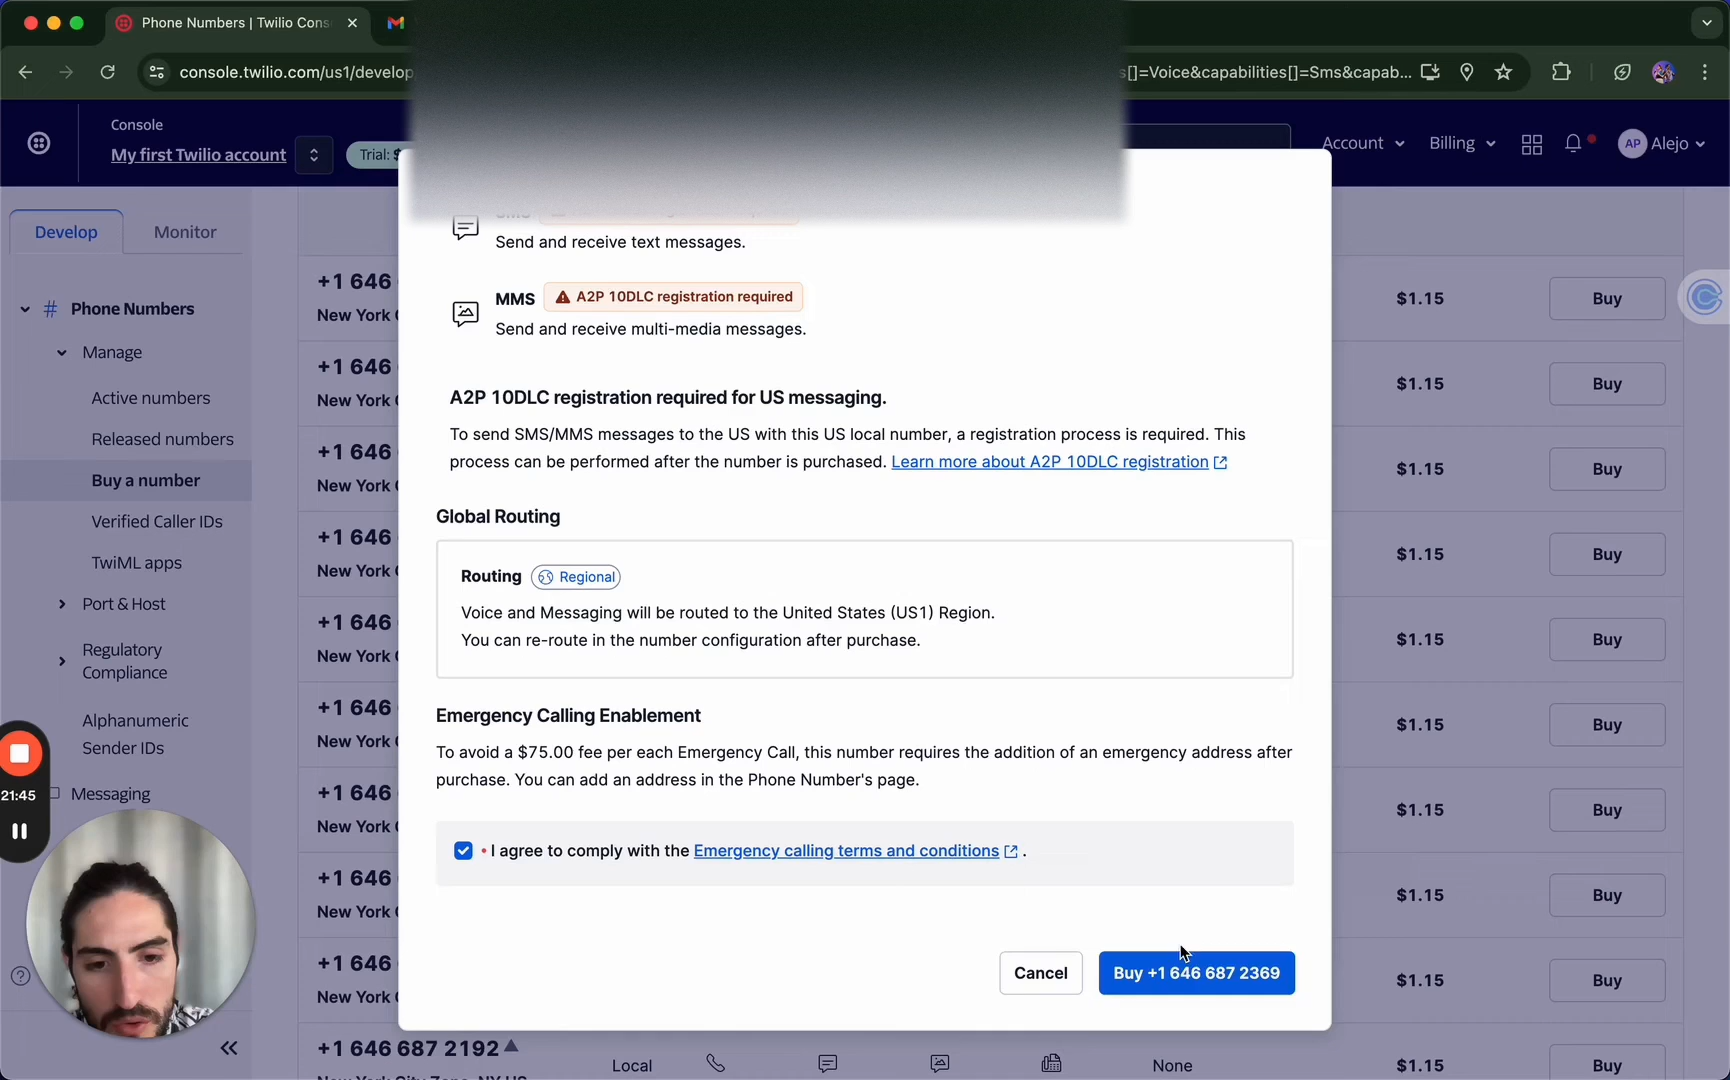 Phone Numbers | Twilio Cons
console.twilio.com/us1/develop
s[]=Voice&capabilities[]=Sms&capab...
Console
My first Twilio account
Trial: $
Account
Billing
AP
Alejo
Develop
Monitor
# Phone Numbers
Manage
Active numbers
Released numbers
Buy a number
Verified Caller IDs
TwiML apps
Port & Host
Regulatory
Compliance
Alphanumeric
Sender IDs
Messaging
21:45
Send and receive text messages.
MMS
A2P 10DLC registration required
Send and receive multi-media messages.
A2P 10DLC registration required for US messaging.
To send SMS/MMS messages to the US with this US local number, a registration process is required. This
process can be performed after the number is purchased. Learn more about A2P 10DLC registration
Global Routing
Routing
Regional
Voice and Messaging will be routed to the United States (US1) Region.
You can re-route in the number configuration after purchase.
Emergency Calling Enablement
To avoid a $75.00 fee per each Emergency Call, this number requires the addition of an emergency address after
purchase. You can add an address in the Phone Number's page.
• I agree to comply with the Emergency calling terms and conditions .
Cancel
Buy +1 646 687 2369
+1 646
New York
$1.15
Buy
+1 646
New York
$1.15
Buy
+1 646
New York
$1.15
Buy
+1 646
New York
$1.15
Buy
+1 646
New York
$1.15
Buy
+1 646
New York
$1.15
Buy
+1 646
New York
$1.15
Buy
+1 646
New York
$1.15
Buy
+1 646
New York
$1.15
Buy
+1 646 687 2192
Local
None
$1.15
Buy